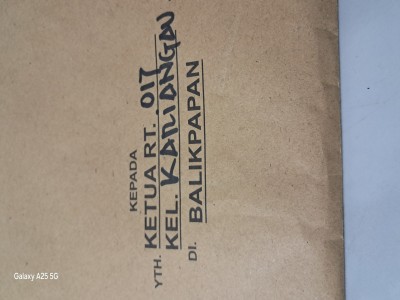 KEPADA
YTH. KETUA RT. 017
KEL. KARIANGAU
DI. BALIKPAPAN
Galaxy A25 5G